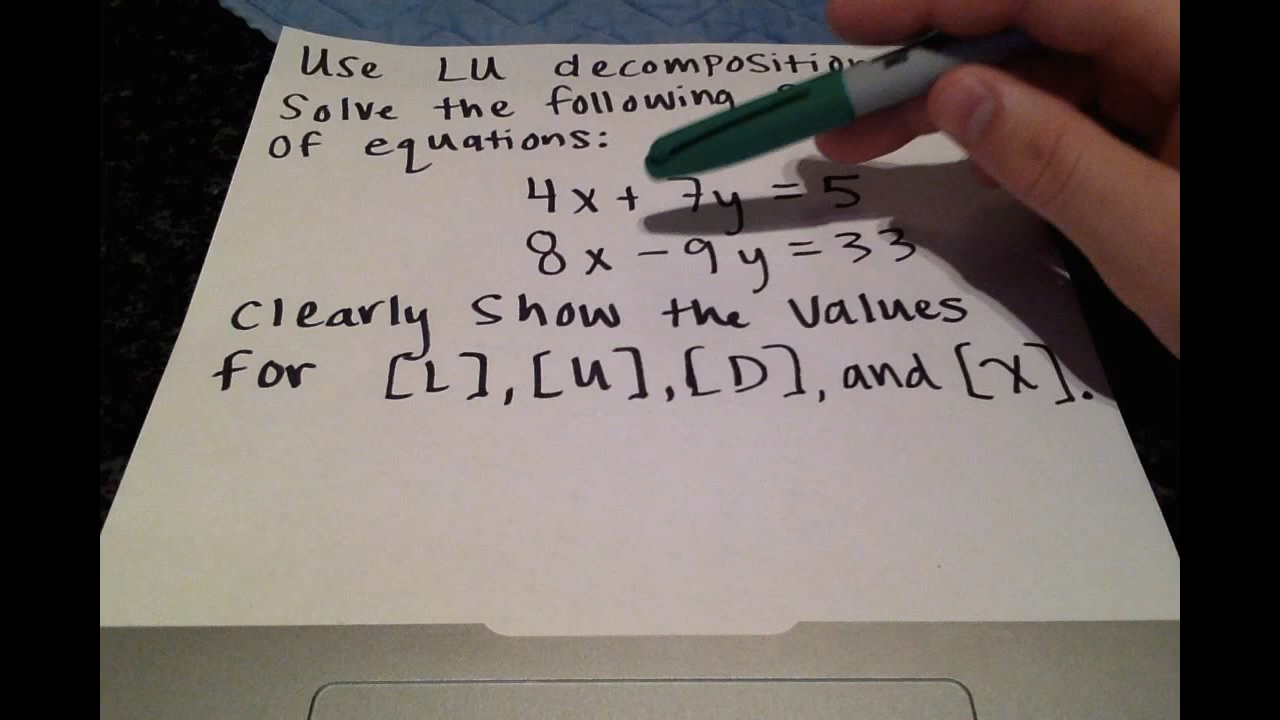 Use LU decomposition
Solve the following
of equations:
4x + 7y = 5
8x - 9y = 33
Clearly show the values
for [L], [U], [D], and [X].